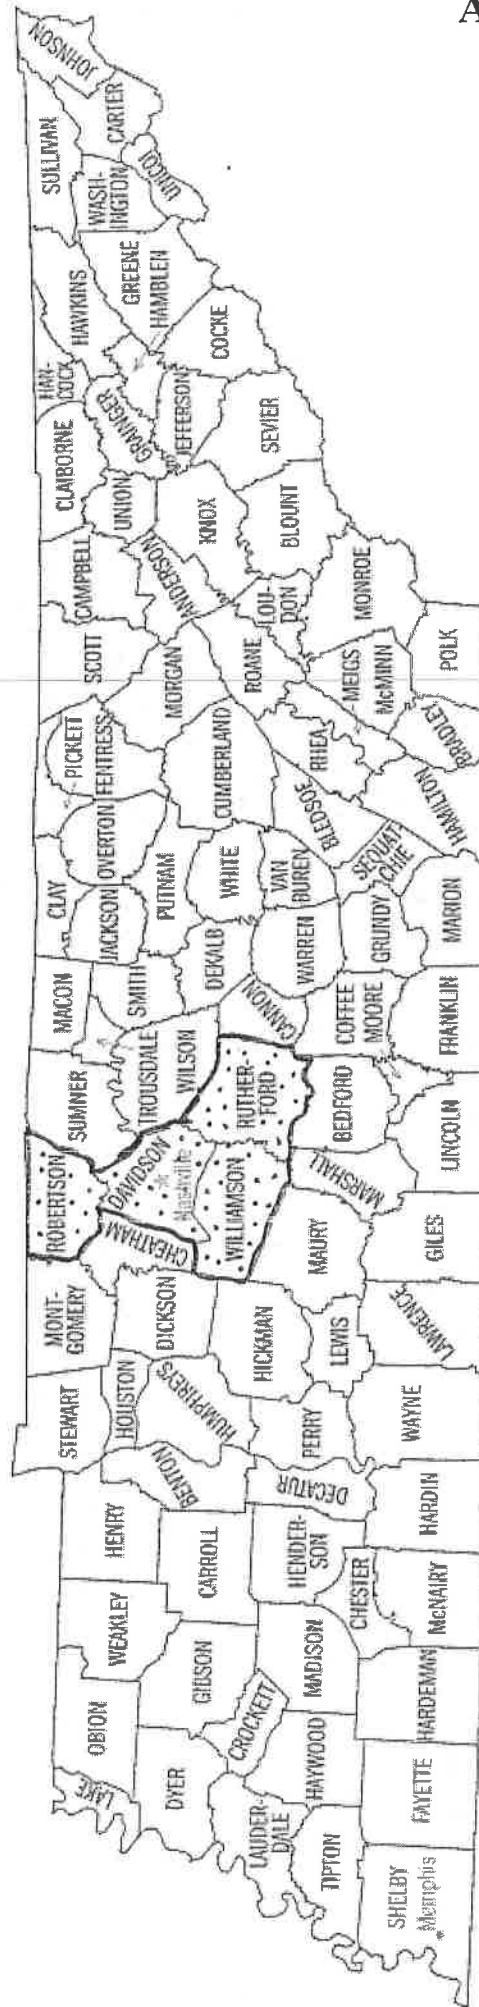 A
JOHNSON
CARTER
SULLIVAN
UNICOI
WASH-
INGTON
GREENE
HAWKINS
HAMBLEN
COCKE
HAN-
COCK
GRAINGER
JEFFERSON
SEVIER
CLAIBORNE
UNION
KNOX
BLOUNT
CAMPBELL
ANDERSON
LOU-
DON
MONROE
SCOTT
MORGAN
ROANE
MEIGS
McMINN
POLK
PICKETT
FENTRESS
CUMBERLAND
RHEA
BRADLEY
HAMILTON
BLEDSOE
SEQUAT-
CHIE
OVERTON
CLAY
JACKSON
PUTNAM
WHITE
VAN
BUREN
GRUNDY
MARION
WARREN
DEKALB
SMITH
MACON
CANNON
COFFEE
MOORE
FRANKLIN
TROUSDALE
WILSON
SUMNER
RUTHER-
FORD
BEDFORD
LINCOLN
ROBERTSON
DAVIDSON
Nashville
WILLIAMSON
CHEATHAM
MARSHALL
MAURY
GILES
MONT-
GOMERY
DICKSON
HICKMAN
LEWIS
LAWRENCE
STEWART
HOUSTON
HUMPHREYS
PERRY
WAYNE
BENTON
DECATUR
HARDIN
HENRY
CARROLL
HENDER-
SON
CHESTER
McNAIRY
WEAKLEY
GIBSON
MADISON
HARDEMAN
OBION
CROCKETT
HAYWOOD
FAYETTE
LAKE
DYER
LAUDER-
DALE
TIPTON
SHELBY
Memphis